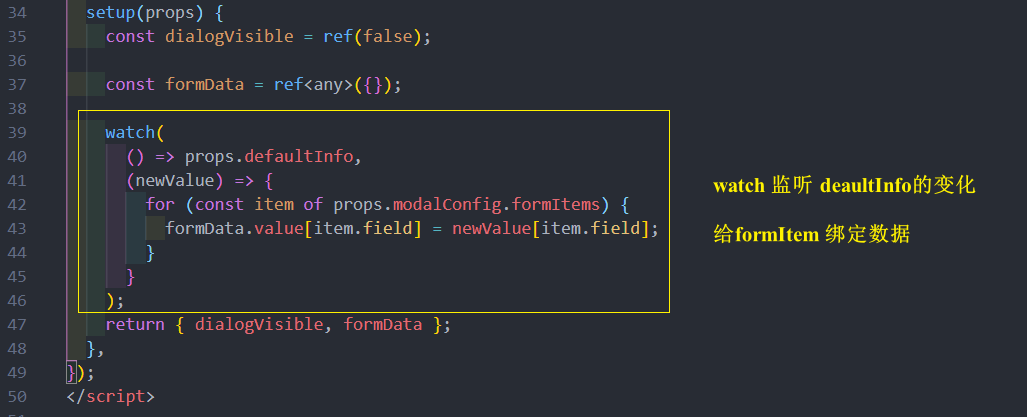 34 setup(props) {
35 const dialogVisible = ref(false);
36
37 const formData = ref<any>({});
38
39 watch(
40 () => props.defaultInfo,
41 (newValue) => {
42 for (const item of props.modalConfig.formItems) {
43 formData.value[item.field] = newValue[item.field];
44 }
45 }
46 );
47 return { dialogVisible, formData };
48 },
49 });
50 </script>
watch 监听 deaultInfo的变化
给formItem 绑定数据